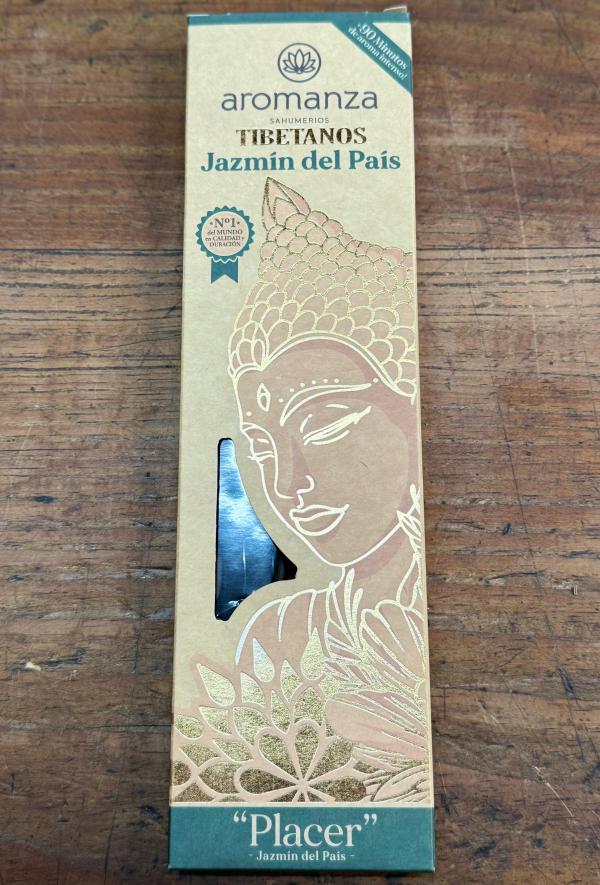 +90 Minutos
de aroma intenso!
aromanza
SAHUMERIOS
TIBETANOS
Jazmín del País
Nº1
del MUNDO
en CALIDAD y
DURACIÓN
“Placer”
- Jazmín del País -